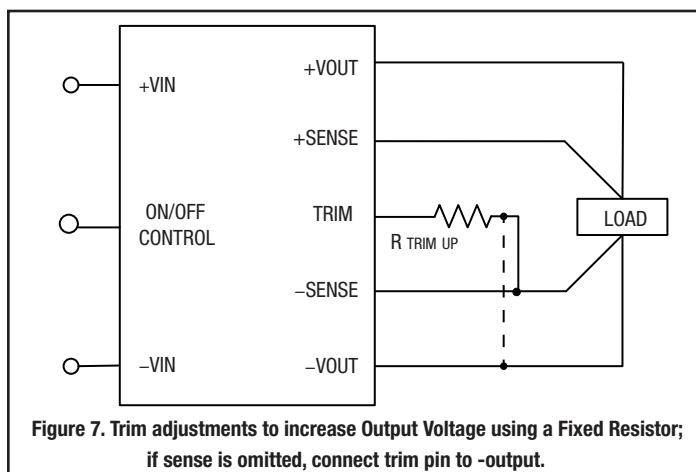 +VOUT
+VIN
+SENSE
ON/OFF
CONTROL
TRIM
LOAD
R TRIM UP
−SENSE
−VIN
−VOUT
Figure 7. Trim adjustments to increase Output Voltage using a Fixed Resistor;
if sense is omitted, connect trim pin to -output.